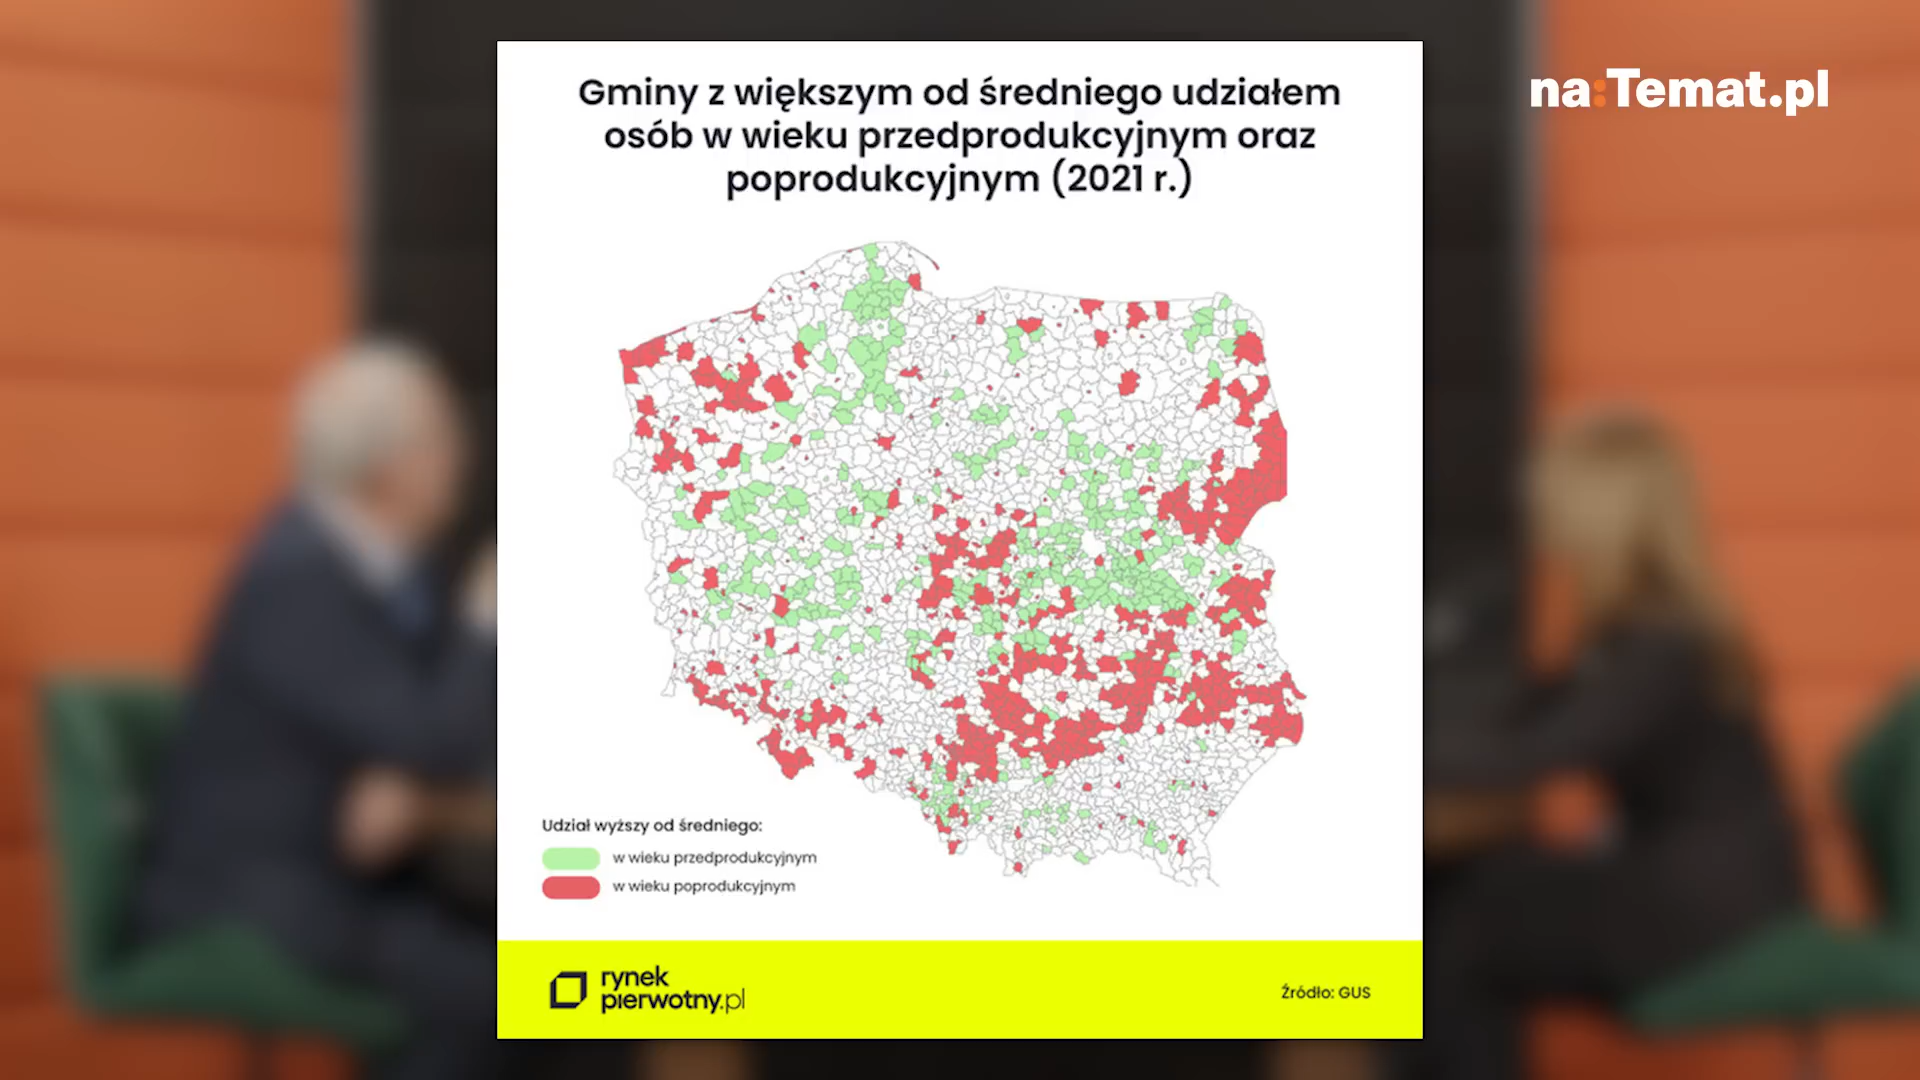 Gminy z większym od średniego udziałem
osób w wieku przedprodukcyjnym oraz
poprodukcyjnym (2021 r.)
na:Temat.pl
Udział wyższy od średniego:
w wieku przedprodukcyjnym
w wieku poprodukcyjnym
rynek
pierwotny.pl
Źródło: GUS